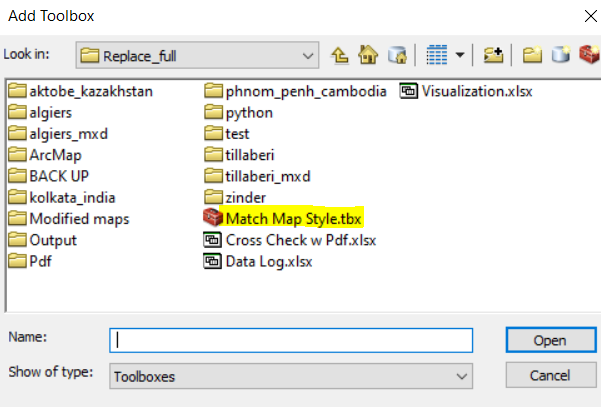 Add Toolbox
Look in: Replace_full
aktobe_kazakhstan
algiers
algiers_mxd
ArcMap
BACK UP
kolkata_india
Modified maps
Output
Pdf
phnom_penh_cambodia
python
test
tillaberi
tillaberi_mxd
zinder
Match Map Style.tbx
Cross Check w Pdf.xlsx
Data Log.xlsx
Visualization.xlsx
Name:
Open
Show of type: Toolboxes
Cancel